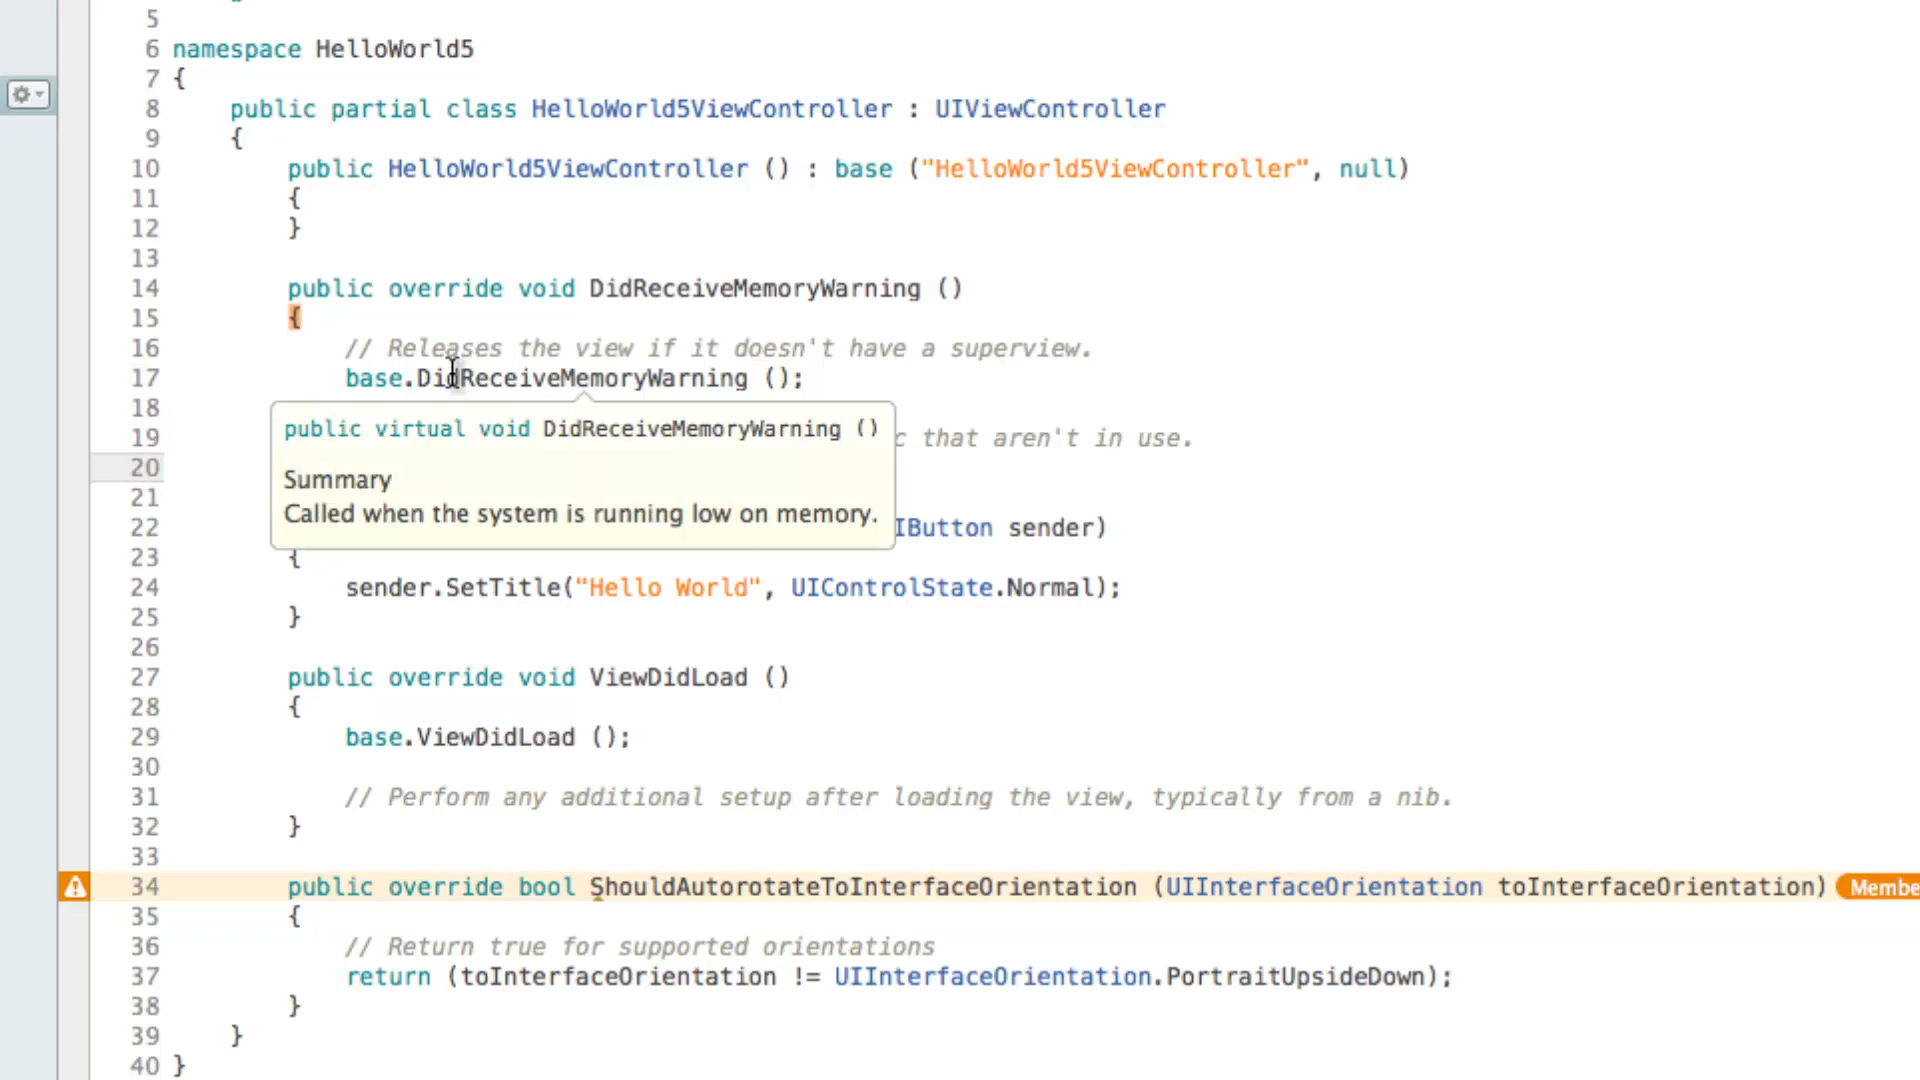 5
6 namespace HelloWorld5
7 {
8 public partial class HelloWorld5ViewController : UIViewController
9 {
10 public HelloWorld5ViewController () : base ("HelloWorld5ViewController", null)
11 {
12 }
13
14 public override void DidReceiveMemoryWarning ()
15 {
16 // Releases the view if it doesn't have a superview.
17 base.DidReceiveMemoryWarning ();
18
public virtual void DidReceiveMemoryWarning ()
19 c that aren't in use.
20
Summary
21
Called when the system is running low on memory.
22 IButton sender)
23 {
24 sender.SetTitle("Hello World", UIControlState.Normal);
25 }
26
27 public override void ViewDidLoad ()
28 {
29 base.ViewDidLoad ();
30
31 // Perform any additional setup after loading the view, typically from a nib.
32 }
33
34 public override bool ShouldAutorotateToInterfaceOrientation (UIInterfaceOrientation toInterfaceOrientation) Membe
35 {
36 // Return true for supported orientations
37 return (toInterfaceOrientation != UIInterfaceOrientation.PortraitUpsideDown);
38 }
39 }
40 }